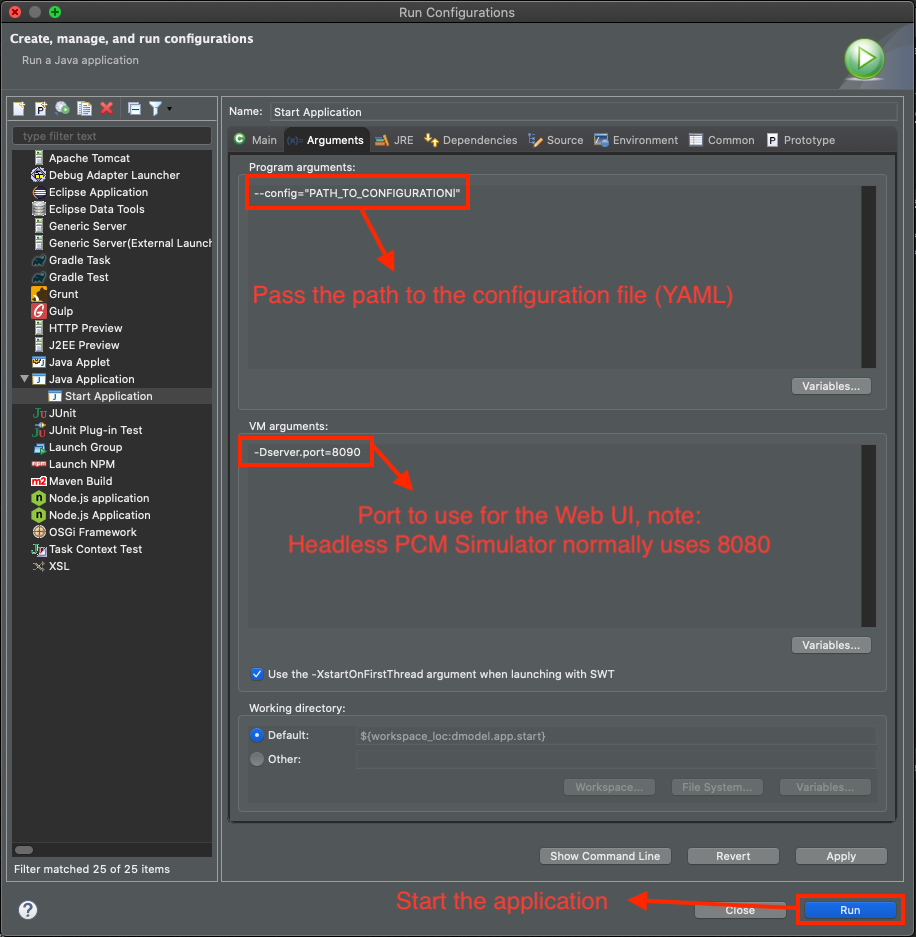 Run Configurations
Create, manage, and run configurations
Run a Java application
type filter text
Apache Tomcat
Debug Adapter Launcher
Eclipse Application
Eclipse Data Tools
Generic Server
Generic Server(External Launch
Gradle Task
Gradle Test
Grunt
Gulp
HTTP Preview
J2EE Preview
Java Applet
Java Application
Start Application
JUnit
JUnit Plug-in Test
Launch Group
Launch NPM
Maven Build
Node.js application
Node.js Application
OSGi Framework
Task Context Test
XSL
Filter matched 25 of 25 items
Name: Start Application
Main Arguments JRE Dependencies Source Environment Common Prototype
Program arguments:
--config="PATH_TO_CONFIGURATION!"
Pass the path to the configuration file (YAML)
Variables...
VM arguments:
-Dserver.port=8090
Port to use for the Web UI, note:
Headless PCM Simulator normally uses 8080
Variables...
Use the -XstartOnFirstThread argument when launching with SWT
Working directory:
Default: ${workspace_loc:dmodel.app.start}
Other:
Workspace... File System... Variables...
Show Command Line Revert Apply
Start the application
Close Run